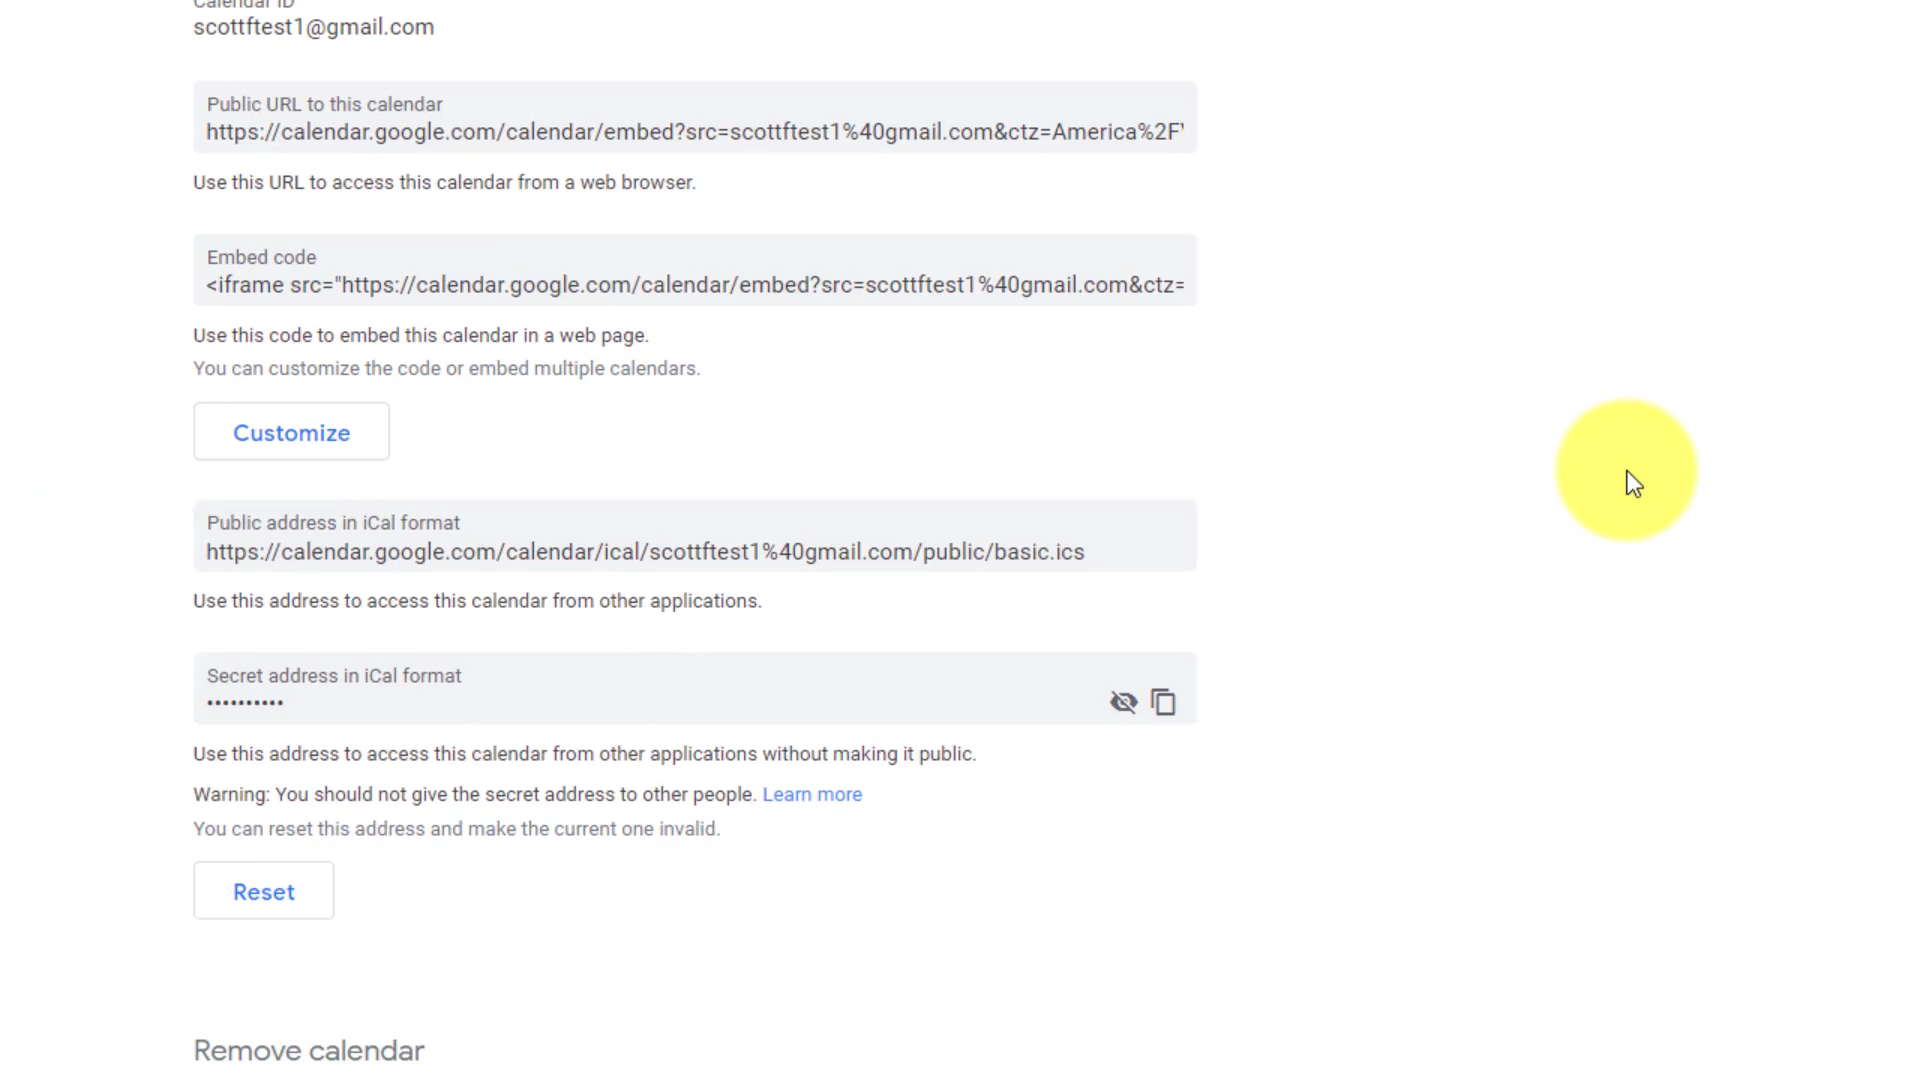 Calendar ID
scottftest1@gmail.com
Public URL to this calendar
https://calendar.google.com/calendar/embed?src=scottftest1%40gmail.com&ctz=America%2F
Use this URL to access this calendar from a web browser.
Embed code
<iframe src="https://calendar.google.com/calendar/embed?src=scottftest1%40gmail.com&ctz=
Use this code to embed this calendar in a web page.
You can customize the code or embed multiple calendars.
Customize
Public address in iCal format
https://calendar.google.com/calendar/ical/scottftest1%40gmail.com/public/basic.ics
Use this address to access this calendar from other applications.
Secret address in iCal format
••••••••••
Use this address to access this calendar from other applications without making it public.
Warning: You should not give the secret address to other people. Learn more
You can reset this address and make the current one invalid.
Reset
Remove calendar